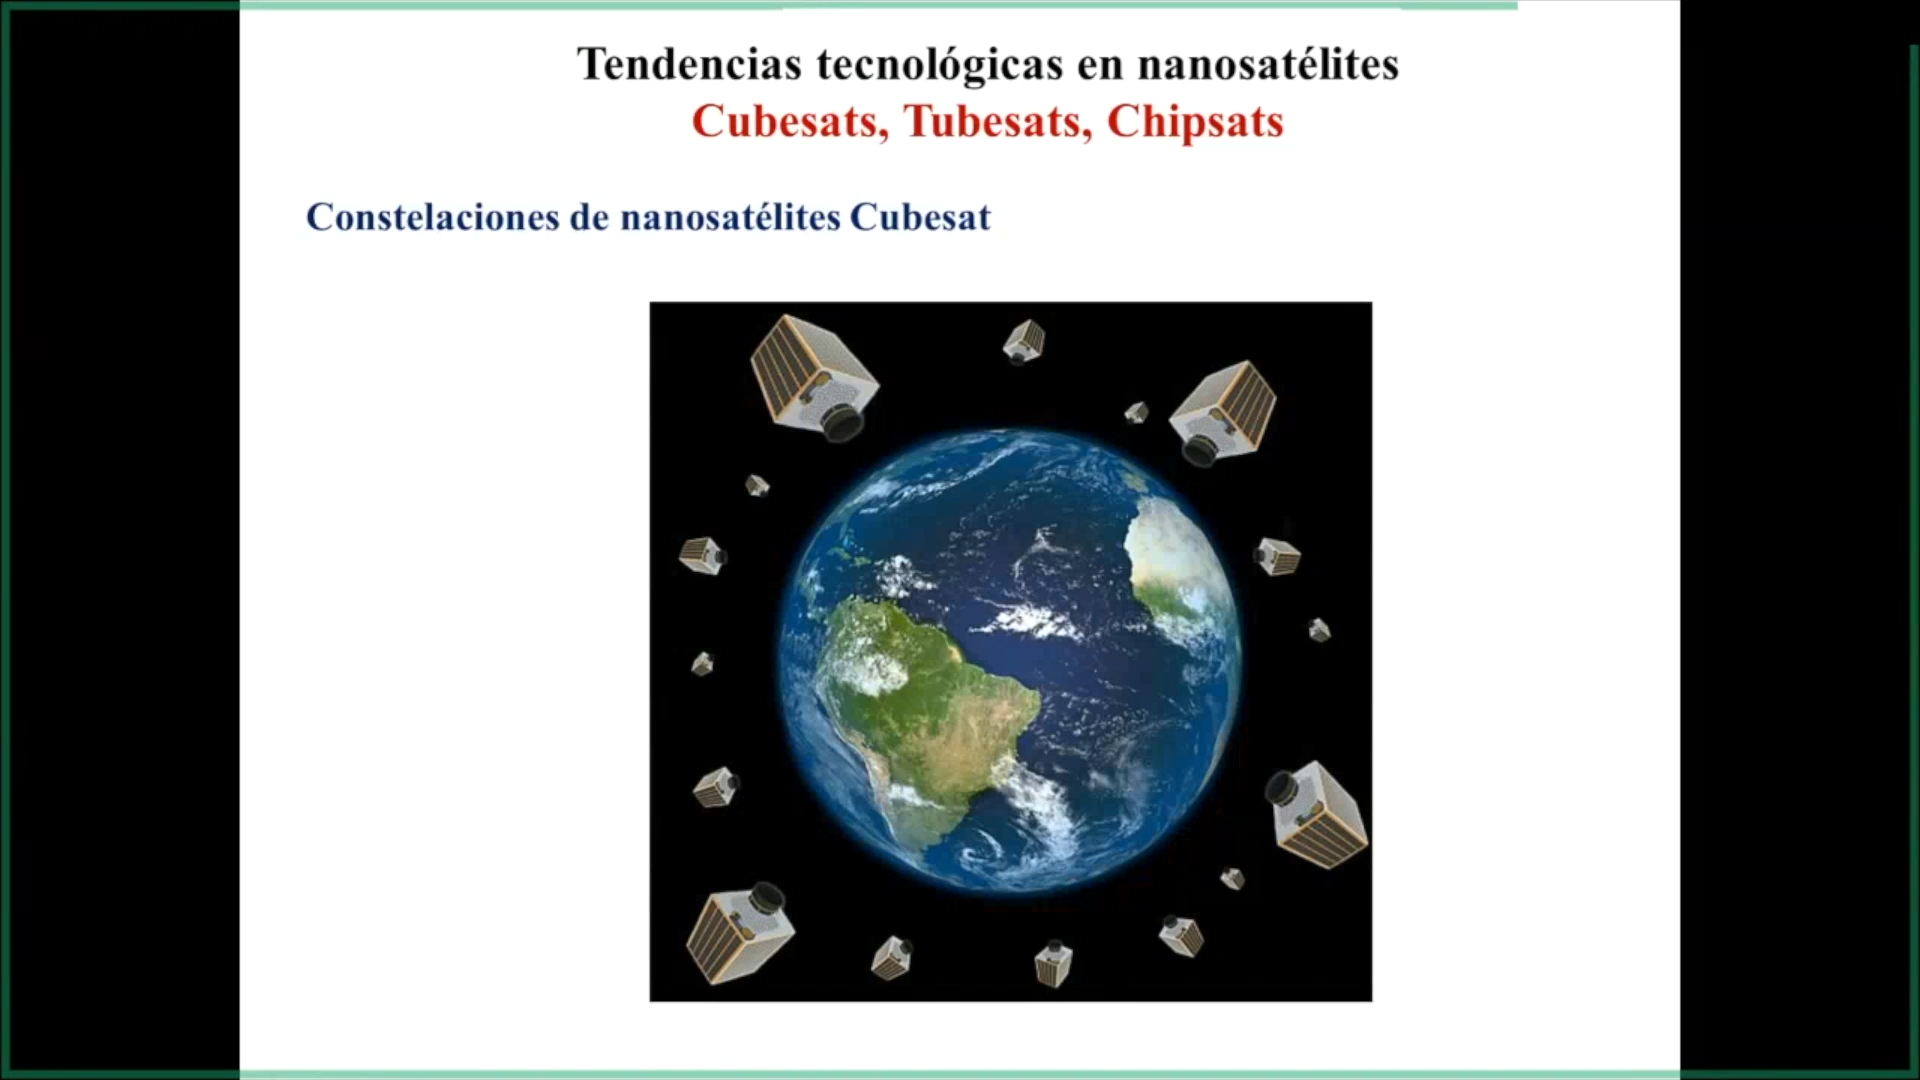 Tendencias tecnológicas en nanosatélites
Cubesats, Tubesats, Chipsats
Constelaciones de nanosatélites Cubesat